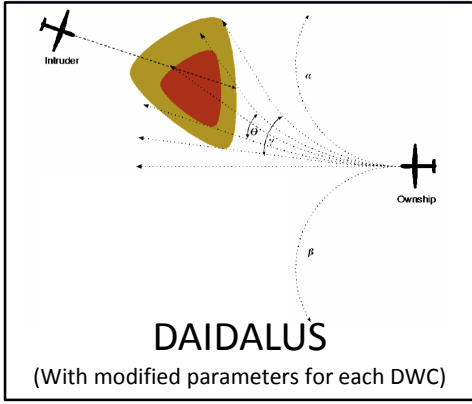 Intruder
α
Θ
γ
Ownship
β
DAIDALUS
(With modified parameters for each DWC)